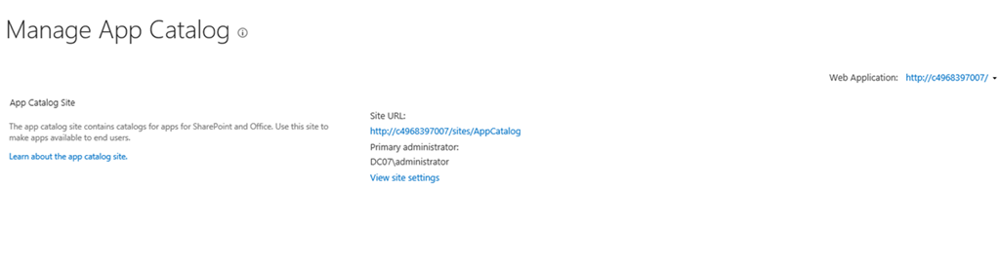 Manage App Catalog
Web Application: http://c4968397007/
App Catalog Site
The app catalog site contains catalogs for apps for SharePoint and Office. Use this site to
make apps available to end users.
Learn about the app catalog site.
Site URL:
http://c4968397007/sites/AppCatalog
Primary administrator:
DC07\administrator
View site settings